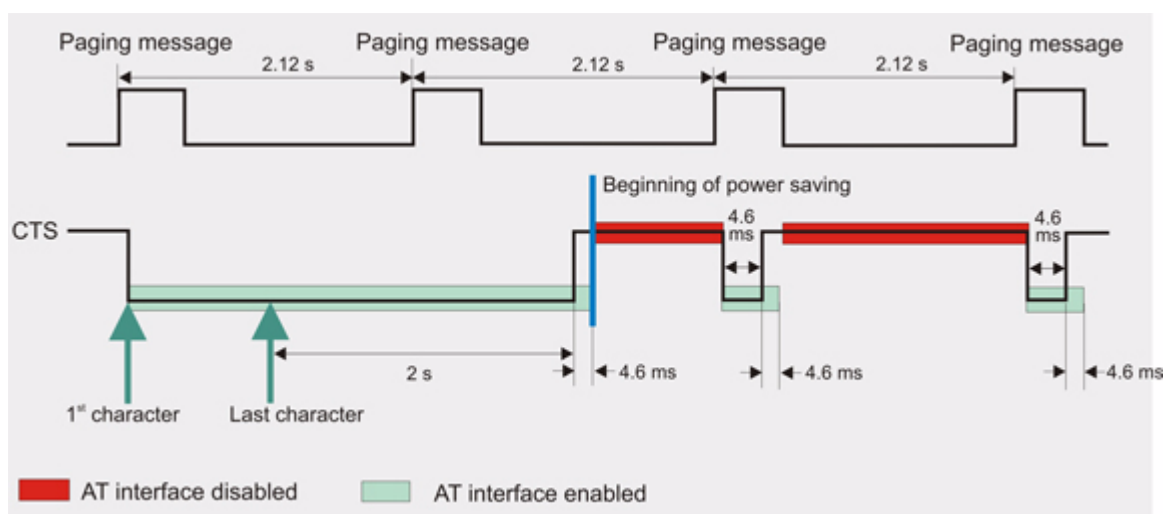 Paging message Paging message Paging message Paging message
2.12 s 2.12 s 2.12 s
Beginning of power saving
CTS
4.6 ms
4.6 ms
2 s
4.6 ms
4.6 ms
4.6 ms
1st character
Last character
AT interface disabled
AT interface enabled